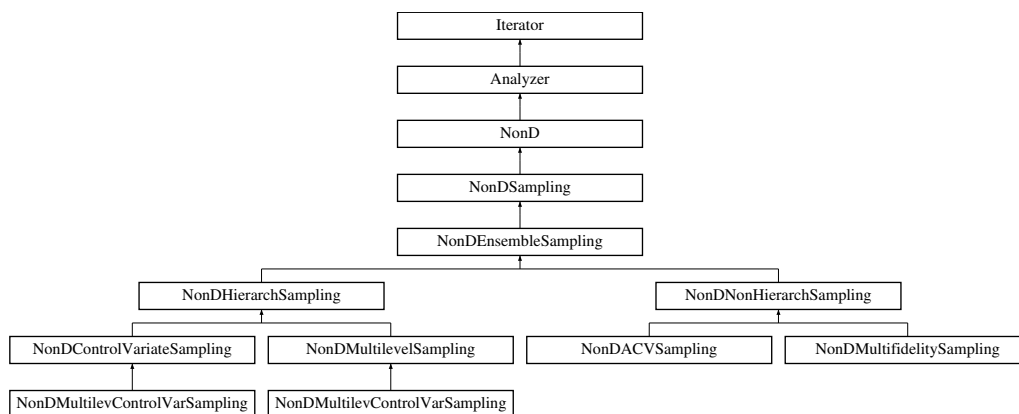 Iterator
Analyzer
NonD
NonDSampling
NonDEnsembleSampling
NonDHierarchSampling
NonDNonHierarchSampling
NonDControlVariateSampling
NonDMultilevelSampling
NonDACVSampling
NonDMultifidelitySampling
NonDMultilevControlVarSampling
NonDMultilevControlVarSampling